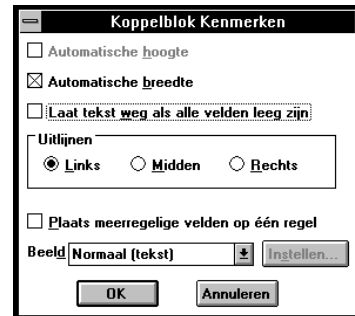 Koppelblok Kenmerken
Automatische hoogte
Automatische breedte
Laat tekst weg als alle velden leeg zijn
Uitlijnen
Links Midden Rechts
Plaats meerregelige velden op één regel
Beeld Normaal (tekst) Instellen...
OK Annuleren